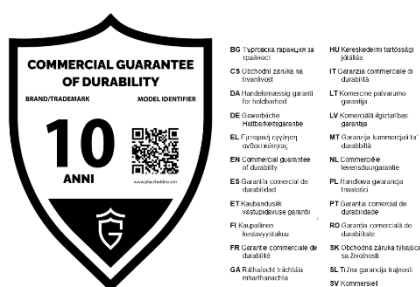 COMMERCIAL GUARANTEE
OF DURABILITY
BRAND/TRADEMARK MODEL IDENTIFIER
10
ANNI
G
BG Търговска гаранция за
трайност
CS Obchodní záruka na
trvanlivost
DA Handelsmæssig garanti
for holdbarhed
DE Gewerbliche
Haltbarkeitsgarantie
EL Εμπορική εγγύηση
ανθεκτικότητας
EN Commercial guarantee
of durability
ES Garantía comercial de
durabilidad
ET Kaubanduslik
vastupidavuse garantii
FI Kaupallinen
kestävyystakuu
FR Garantie commerciale de
durabilité
GA Ráthaíocht tráchtála
mharthanachta
HU Kereskedelmi tartóssági
jótállás
IT Garanzia commerciale di
durabilità
LT Komercinė patvarumo
garantija
LV Komerciālā ilgizturības
garantija
MT Garanzija kummerċjali ta'
durabbiltà
NL Commerciële
levensduurgarantie
PL Handlowa gwarancja
trwałości
PT Garantia comercial de
durabilidade
RO Garanția comercială de
durabilitate
SK Obchodná záruka týkajúca
sa životnosti
SL Tržna garancija trajnosti
SV Kommersiell